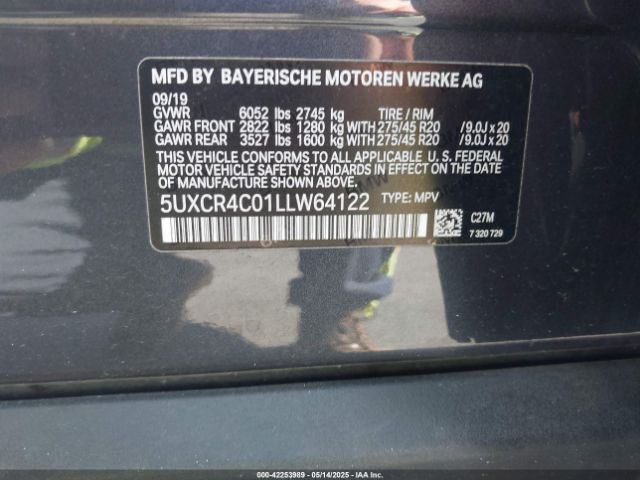 MFD BY BAYERISCHE MOTOREN WERKE AG
09/19
GVWR 6052 lbs 2745 kg TIRE / RIM
GAWR FRONT 2822 lbs 1280 kg WITH 275/45 R20 /9.0J x 20
GAWR REAR 3527 lbs 1600 kg WITH 275/45 R20 /9.0J x 20
THIS VEHICLE CONFORMS TO ALL APPLICABLE U. S. FEDERAL
MOTOR VEHICLE SAFETY STANDARDS IN EFFECT ON THE
DATE OF MANUFACTURE SHOWN ABOVE.
5UXCR4C01LLW64122 TYPE: MPV
C27M
7 320 729
000-42253989 - 05/14/2025 - IAA Inc.